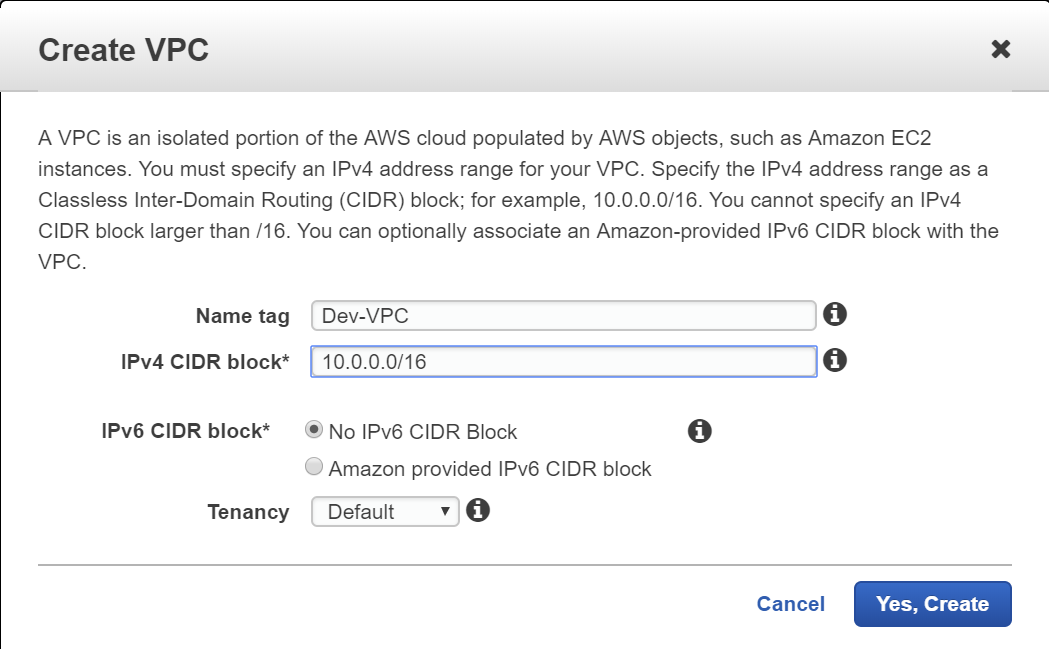 Create VPC
A VPC is an isolated portion of the AWS cloud populated by AWS objects, such as Amazon EC2
instances. You must specify an IPv4 address range for your VPC. Specify the IPv4 address range as a
Classless Inter-Domain Routing (CIDR) block; for example, 10.0.0.0/16. You cannot specify an IPv4
CIDR block larger than /16. You can optionally associate an Amazon-provided IPv6 CIDR block with the
VPC.
Name tag Dev-VPC
IPv4 CIDR block* 10.0.0.0/16
IPv6 CIDR block* No IPv6 CIDR Block
Amazon provided IPv6 CIDR block
Tenancy Default
Cancel Yes, Create